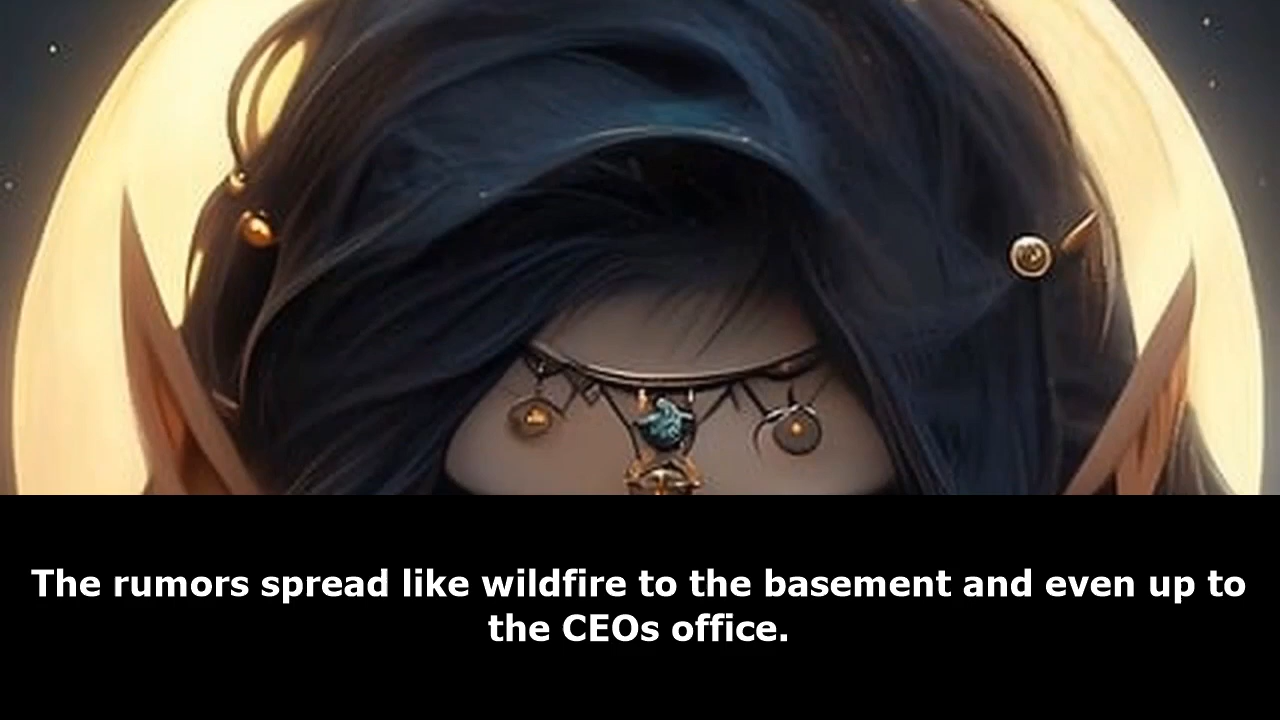 The rumors spread like wildfire to the basement and even up to
the CEOs office.